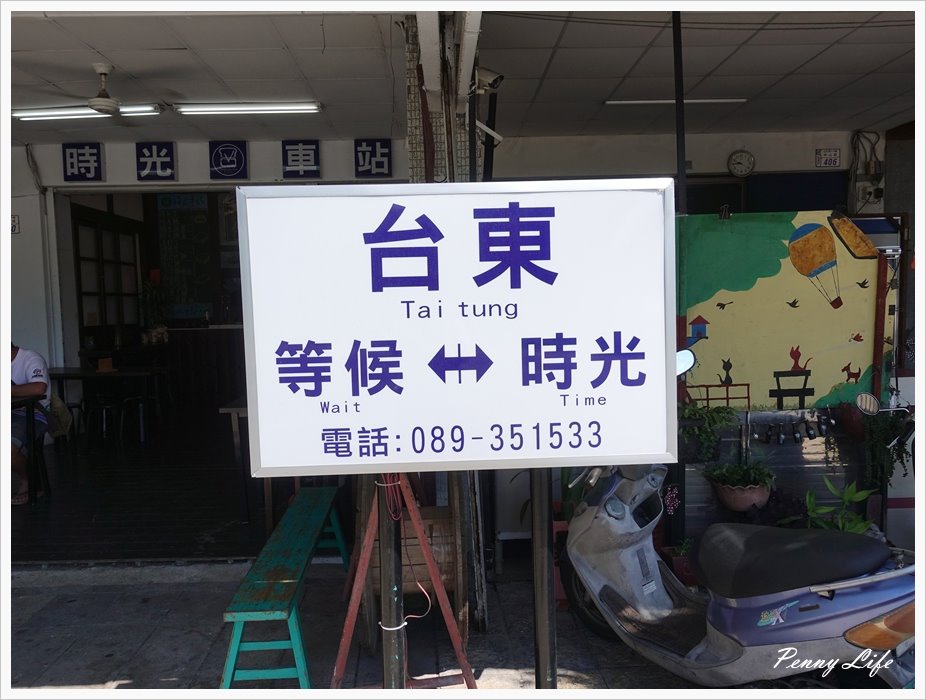 時光車站
406
台東
Tai tung
等候 時光
Wait Time
電話:089-351533
Penny Life